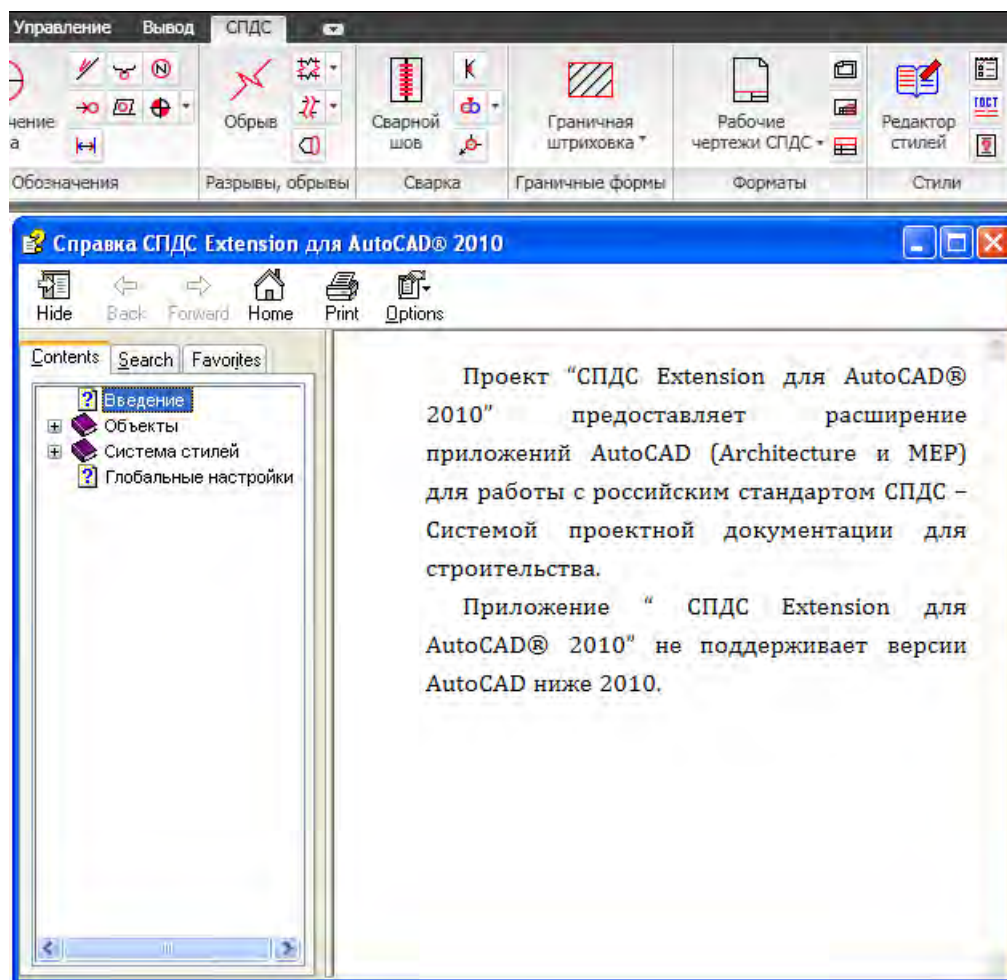 Управление Вывод СПДС
N
чение
а
Обрыв
Сварной
шов
Граничная
штриховка
Рабочие
чертежи СПДС
Редактор
стилей
ГОСТ
Обозначения Разрывы, обрывы Сварка Граничные формы Форматы Стили
Справка СПДС Extension для AutoCAD® 2010
Hide Back Forward Home Print Options
Contents Search Favorites
Введение
Объекты
Система стилей
Глобальные настройки
Проект “СПДС Extension для AutoCAD®
2010” предоставляет расширение
приложений AutoCAD (Architecture и MEP)
для работы с российским стандартом СПДС –
Системой проектной документации для
строительства.
Приложение “ СПДС Extension для
AutoCAD® 2010” не поддерживает версии
AutoCAD ниже 2010.